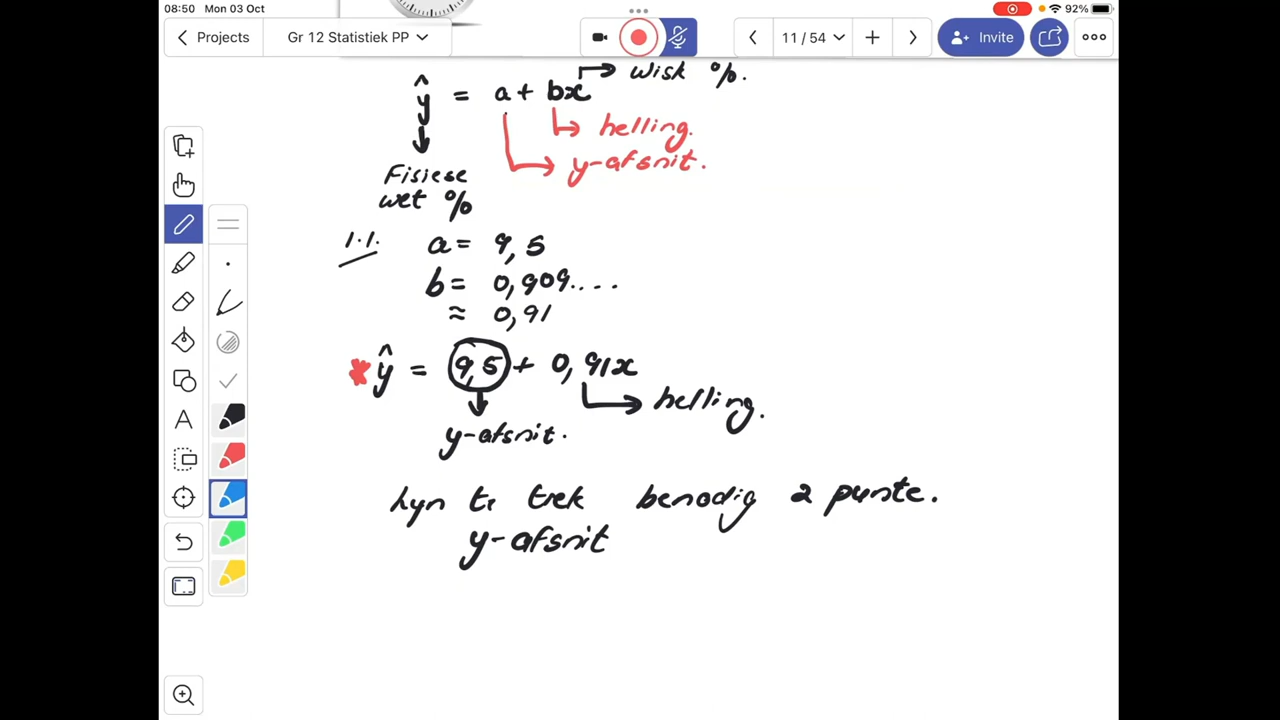 08:50 Mon 03 Oct
92%
Projects
Gr 12 Statistiek PP
11 / 54
Invite
ŷ = a + bx
wisk %.
helling.
y-afsnit.
Fisiese
wet %
1.1. a = 9,5
b = 0,909....
≈ 0,91
* ŷ = 9,5 + 0,91x
helling.
y-afsnit.
lyn te trek benodig 2 punte.
y-afsnit
A